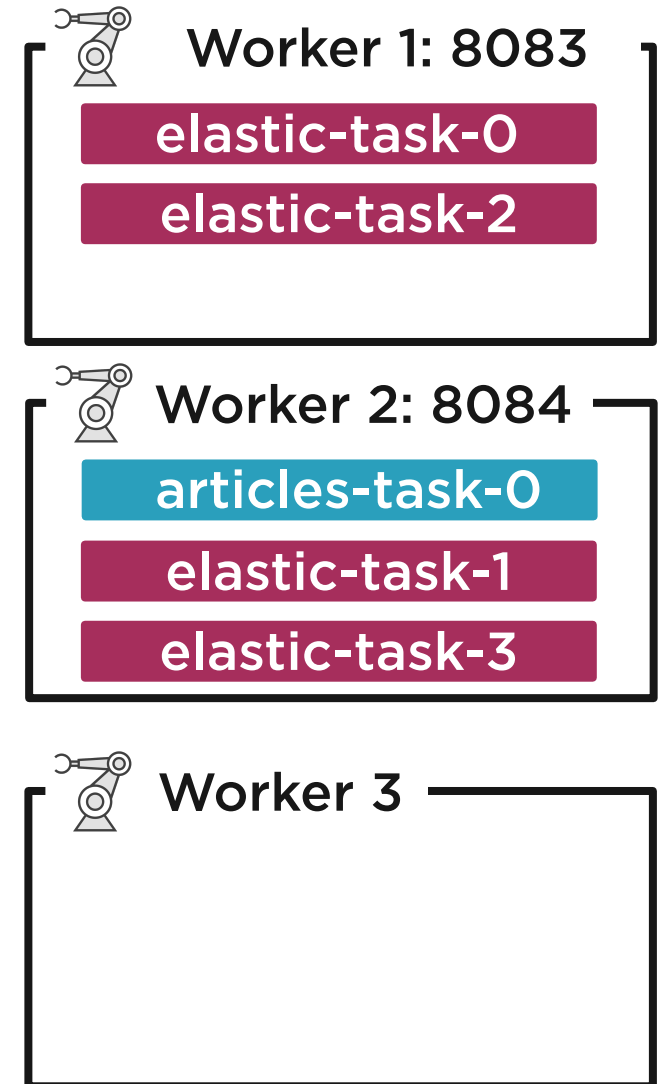 Worker 1: 8083
elastic-task-0
elastic-task-2
Worker 2: 8084
articles-task-0
elastic-task-1
elastic-task-3
Worker 3